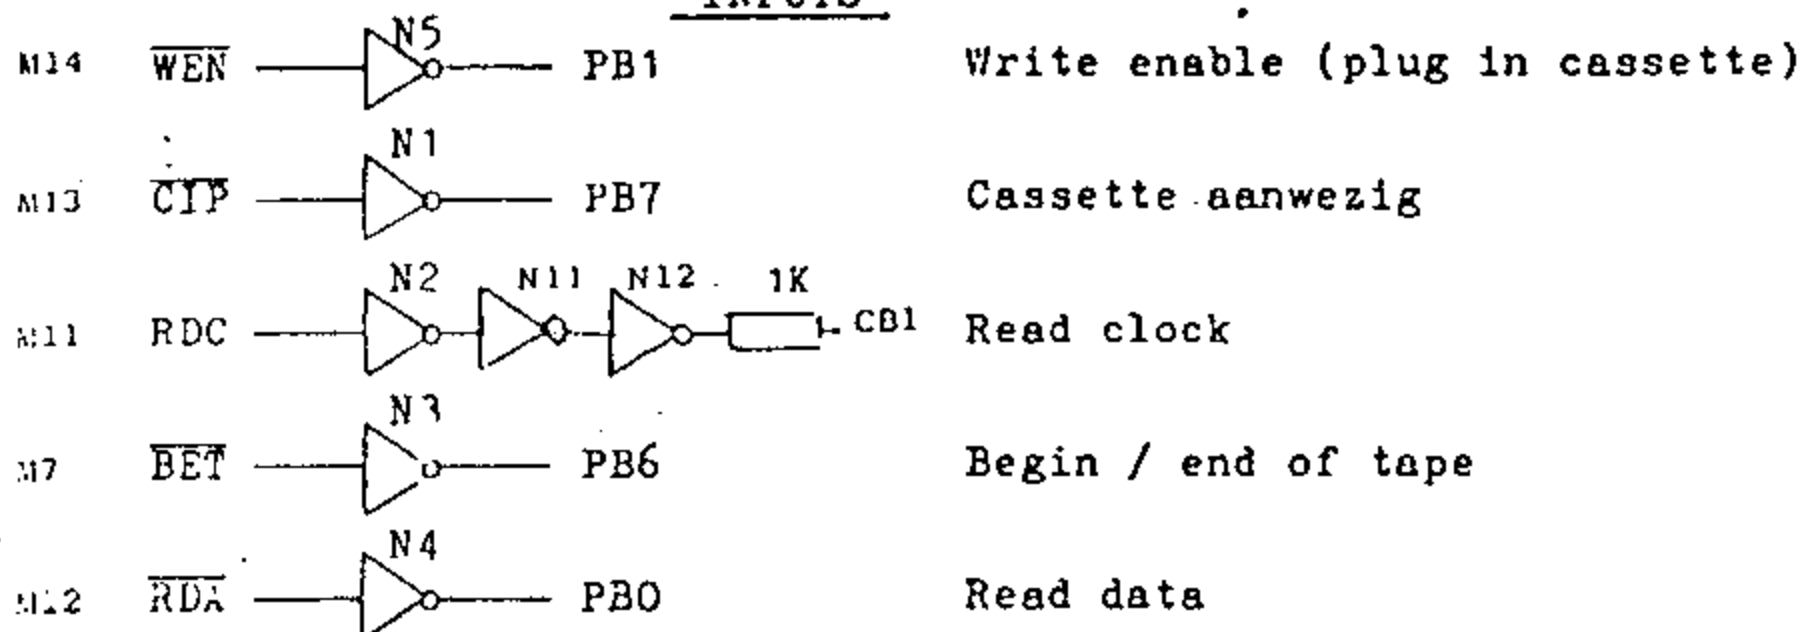 INPUTS
N5
M14 WEN PB1 Write enable (plug in cassette)
N1
M13 CIP PB7 Cassette aanwezig
N2 N11 N12 1K
M11 RDC CB1 Read clock
N3
M7 BET PB6 Begin / end of tape
N4
M12 RDA PB0 Read data